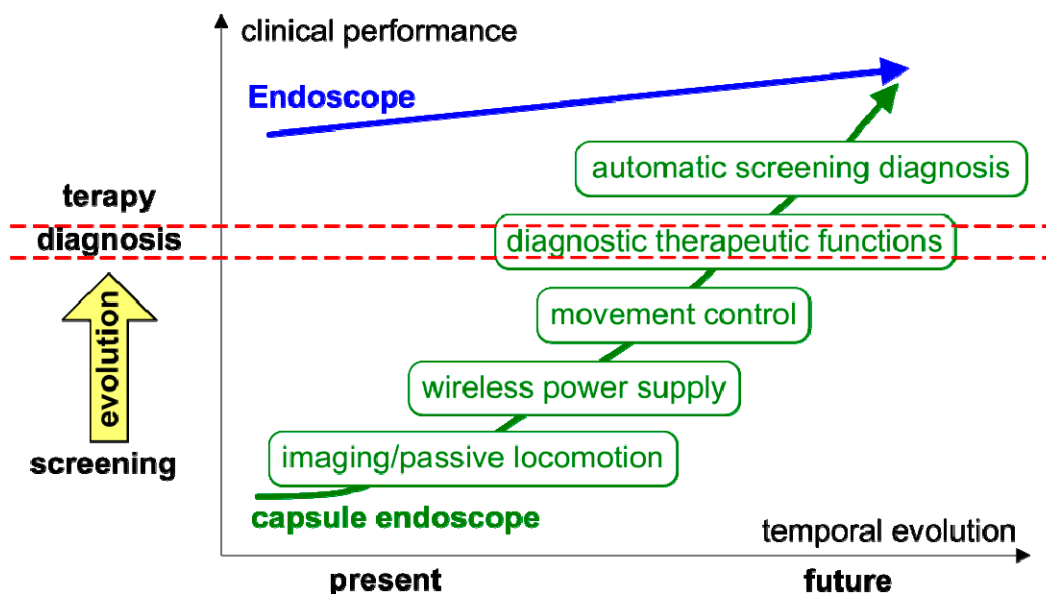 clinical performance
Endoscope
automatic screening diagnosis
terapy
diagnosis
diagnostic therapeutic functions
evolution
movement control
wireless power supply
screening
imaging/passive locomotion
capsule endoscope
temporal evolution
present
future